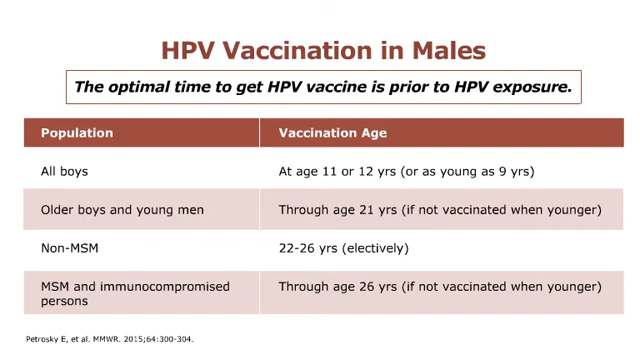 HPV Vaccination in Males
The optimal time to get HPV vaccine is prior to HPV exposure.
Population
Vaccination Age
All boys
At age 11 or 12 yrs (or as young as 9 yrs)
Older boys and young men
Through age 21 yrs (if not vaccinated when younger)
Non-MSM
22-26 yrs (electively)
MSM and immunocompromised
persons
Through age 26 yrs (if not vaccinated when younger)
Petrosky E, et al. MMWR. 2015;64:300-304.